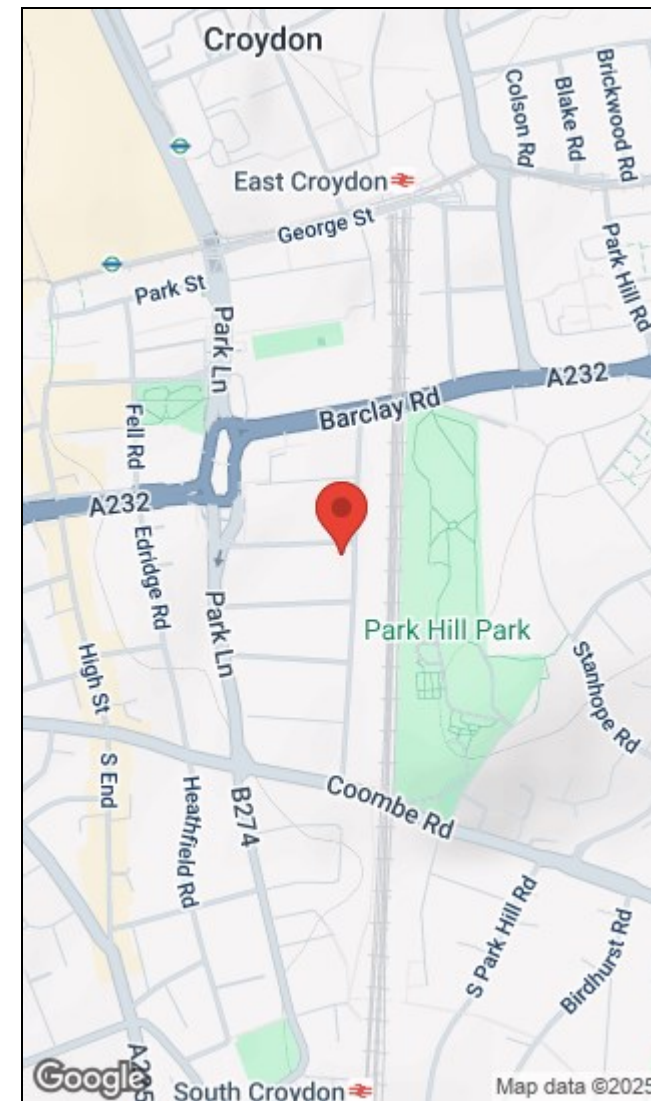 Croydon
Colson Rd
Blake Rd
Brickwood Rd
East Croydon
George St
Park St
Park Hill Rd
Park Ln
A232
Barclay Rd
Fell Rd
A232
Edridge Rd
Park Ln
Park Hill Park
High St
Stanhope Rd
S End
Heathfield Rd
B274
Coombe Rd
S Park Hill Rd
Birdhurst Rd
A235
Google
South Croydon
Map data ©2025